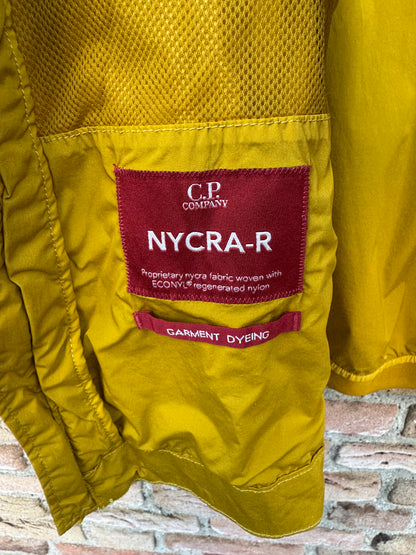 C.P.
COMPANY
NYCRA-R
Proprietary nycra fabric woven with
ECONYL® regenerated nylon
GARMENT DYEING